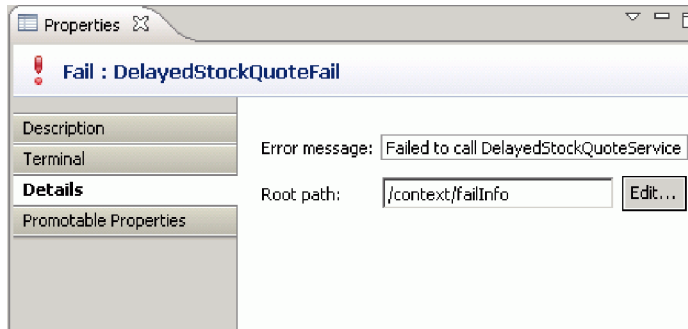 Properties
Fail : DelayedStockQuoteFail
Description
Terminal
Details
Promotable Properties
Error message: Failed to call DelayedStockQuoteService
Root path: /context/failInfo Edit...